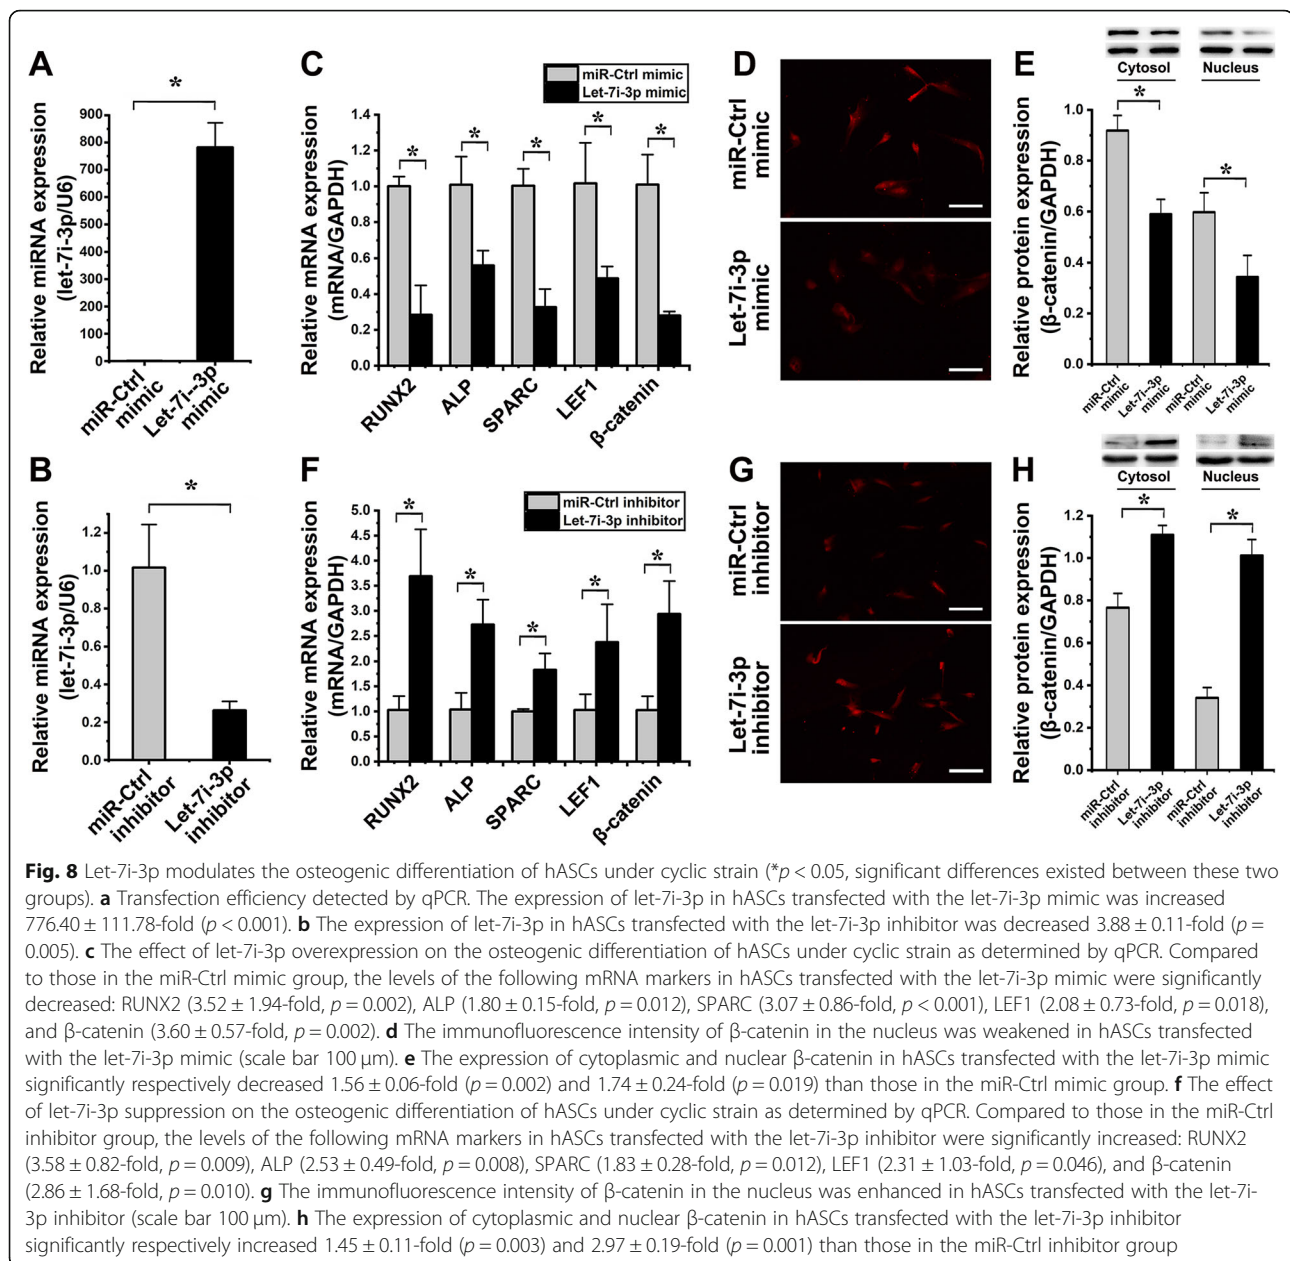 A
*
Relative miRNA expression
(let-7i-3p/U6)
900
800
700
600
500
400
300
200
100
0
miR-Ctrl
mimic
Let-7i--3p
mimic
C
miR-Ctrl mimic
Let-7i-3p mimic
Relative mRNA expression
(mRNA/GAPDH)
1.4
1.2
1.0
0.8
0.6
0.4
0.2
0.0
*
*
*
*
*
RUNX2
ALP
SPARC
LEF1
β-catenin
D
miR-Ctrl
mimic
Let-7i-3p
mimic
E
Cytosol
Nucleus
Relative protein expression
(β-catenin/GAPDH)
1.0
0.8
0.6
0.4
0.2
0.0
*
*
miR-Ctrl
mimic
Let-7i--3p
mimic
miR-Ctrl
mimic
Let-7i-3p
mimic
B
*
Relative miRNA expression
(let-7i-3p/U6)
1.2
1.0
0.8
0.6
0.4
0.2
0.0
miR-Ctrl
inhibitor
Let-7i-3p
inhibitor
F
miR-Ctrl inhibitor
Let-7i-3p inhibitor
Relative mRNA expression
(mRNA/GAPDH)
5.0
4.5
4.0
3.5
3.0
2.5
2.0
1.5
1.0
0.5
0.0
*
*
*
*
*
RUNX2
ALP
SPARC
LEF1
β-catenin
G
miR-Ctrl
inhibitor
Let-7i-3p
inhibitor
H
Cytosol
Nucleus
Relative protein expression
(β-catenin/GAPDH)
1.2
1.0
0.8
0.6
0.4
0.2
0.0
*
*
miR-Ctrl
inhibitor
Let-7i--3p
inhibitor
miR-Ctrl
inhibitor
Let-7i-3p
inhibitor
Fig. 8 Let-7i-3p modulates the osteogenic differentiation of hASCs under cyclic strain (*p < 0.05, significant differences existed between these two
groups). a Transfection efficiency detected by qPCR. The expression of let-7i-3p in hASCs transfected with the let-7i-3p mimic was increased
776.40 ± 111.78-fold (p < 0.001). b The expression of let-7i-3p in hASCs transfected with the let-7i-3p inhibitor was decreased 3.88 ± 0.11-fold (p =
0.005). c The effect of let-7i-3p overexpression on the osteogenic differentiation of hASCs under cyclic strain as determined by qPCR. Compared
to those in the miR-Ctrl mimic group, the levels of the following mRNA markers in hASCs transfected with the let-7i-3p mimic were significantly
decreased: RUNX2 (3.52 ± 1.94-fold, p = 0.002), ALP (1.80 ± 0.15-fold, p = 0.012), SPARC (3.07 ± 0.86-fold, p < 0.001), LEF1 (2.08 ± 0.73-fold, p = 0.018),
and β-catenin (3.60 ± 0.57-fold, p = 0.002). d The immunofluorescence intensity of β-catenin in the nucleus was weakened in hASCs transfected
with the let-7i-3p mimic (scale bar 100 μm). e The expression of cytoplasmic and nuclear β-catenin in hASCs transfected with the let-7i-3p mimic
significantly respectively decreased 1.56 ± 0.06-fold (p = 0.002) and 1.74 ± 0.24-fold (p = 0.019) than those in the miR-Ctrl mimic group. f The effect
of let-7i-3p suppression on the osteogenic differentiation of hASCs under cyclic strain as determined by qPCR. Compared to those in the miR-Ctrl
inhibitor group, the levels of the following mRNA markers in hASCs transfected with the let-7i-3p inhibitor were significantly increased: RUNX2
(3.58 ± 0.82-fold, p = 0.009), ALP (2.53 ± 0.49-fold, p = 0.008), SPARC (1.83 ± 0.28-fold, p = 0.012), LEF1 (2.31 ± 1.03-fold, p = 0.046), and β-catenin
(2.86 ± 1.68-fold, p = 0.010). g The immunofluorescence intensity of β-catenin in the nucleus was enhanced in hASCs transfected with the let-7i-
3p inhibitor (scale bar 100 μm). h The expression of cytoplasmic and nuclear β-catenin in hASCs transfected with the let-7i-3p inhibitor
significantly respectively increased 1.45 ± 0.11-fold (p = 0.003) and 2.97 ± 0.19-fold (p = 0.001) than those in the miR-Ctrl inhibitor group